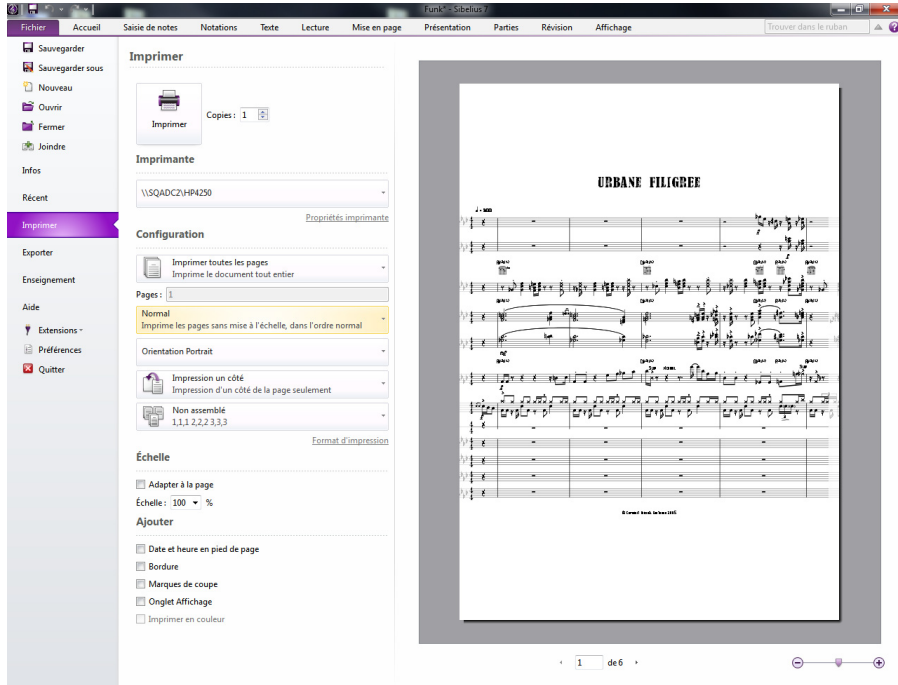 Funk* - Sibelius 7
Fichier Accueil Saisie de notes Notations Texte Lecture Mise en page Présentation Parties Révision Affichage Trouver dans le ruban
Sauvegarder
Sauvegarder sous
Nouveau
Ouvrir
Fermer
Joindre
Infos
Récent
Imprimer
Exporter
Enseignement
Aide
Extensions
Préférences
Quitter
Imprimer
Imprimer
Copies : 1
Imprimante
\\SQADC2\HP4250
Propriétés imprimante
Configuration
Imprimer toutes les pages
Imprime le document tout entier
Pages : 1
Normal
Imprime les pages sans mise à l'échelle, dans l'ordre normal
Orientation Portrait
Impression un côté
Impression d'un côté de la page seulement
Non assemblé
1,1,1 2,2,2 3,3,3
Format d'impression
Échelle
Adapter à la page
Échelle : 100 %
Ajouter
Date et heure en pied de page
Bordure
Marques de coupe
Onglet Affichage
Imprimer en couleur
URBANE FILIGREE
1 de 6